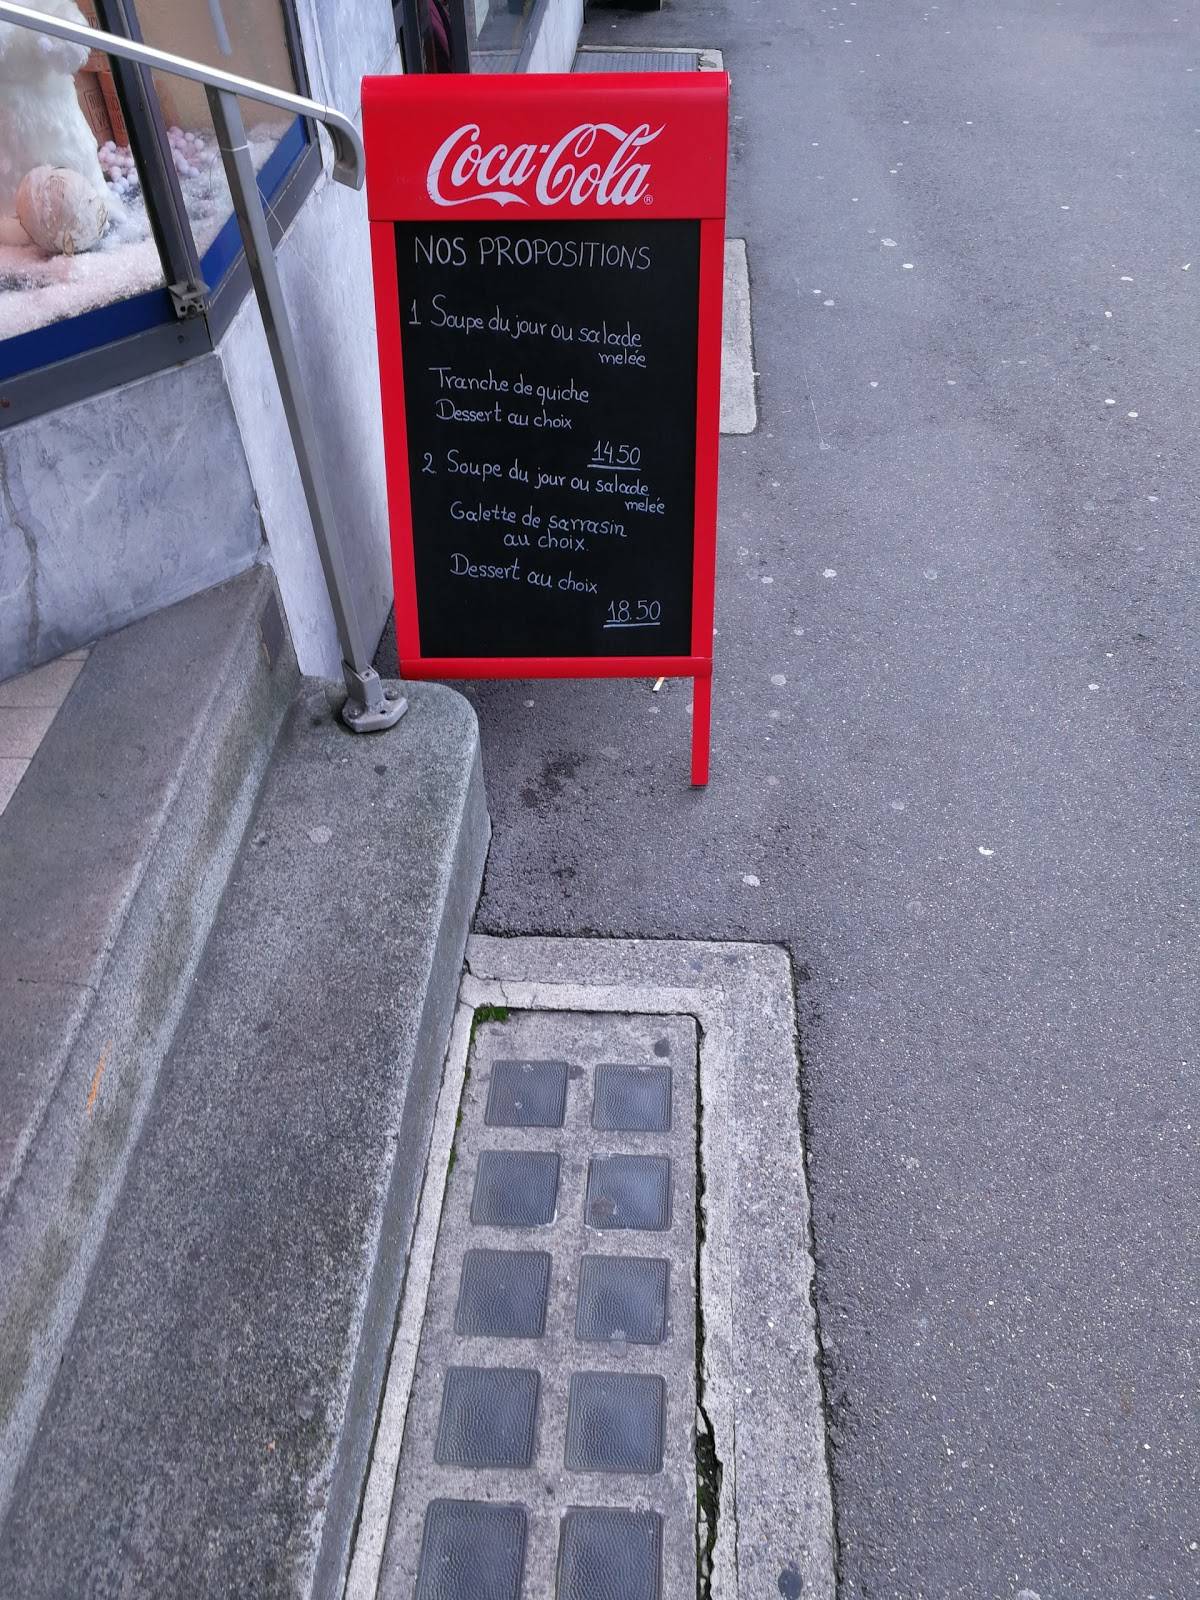 Coca-Cola®
NOS PROPOSITIONS
1 Soupe du jour ou salade
melée
Tranche de quiche
Dessert au choix
14.50
2 Soupe du jour ou salade
melée
Galette de sarrasin
au choix.
Dessert au choix
18.50